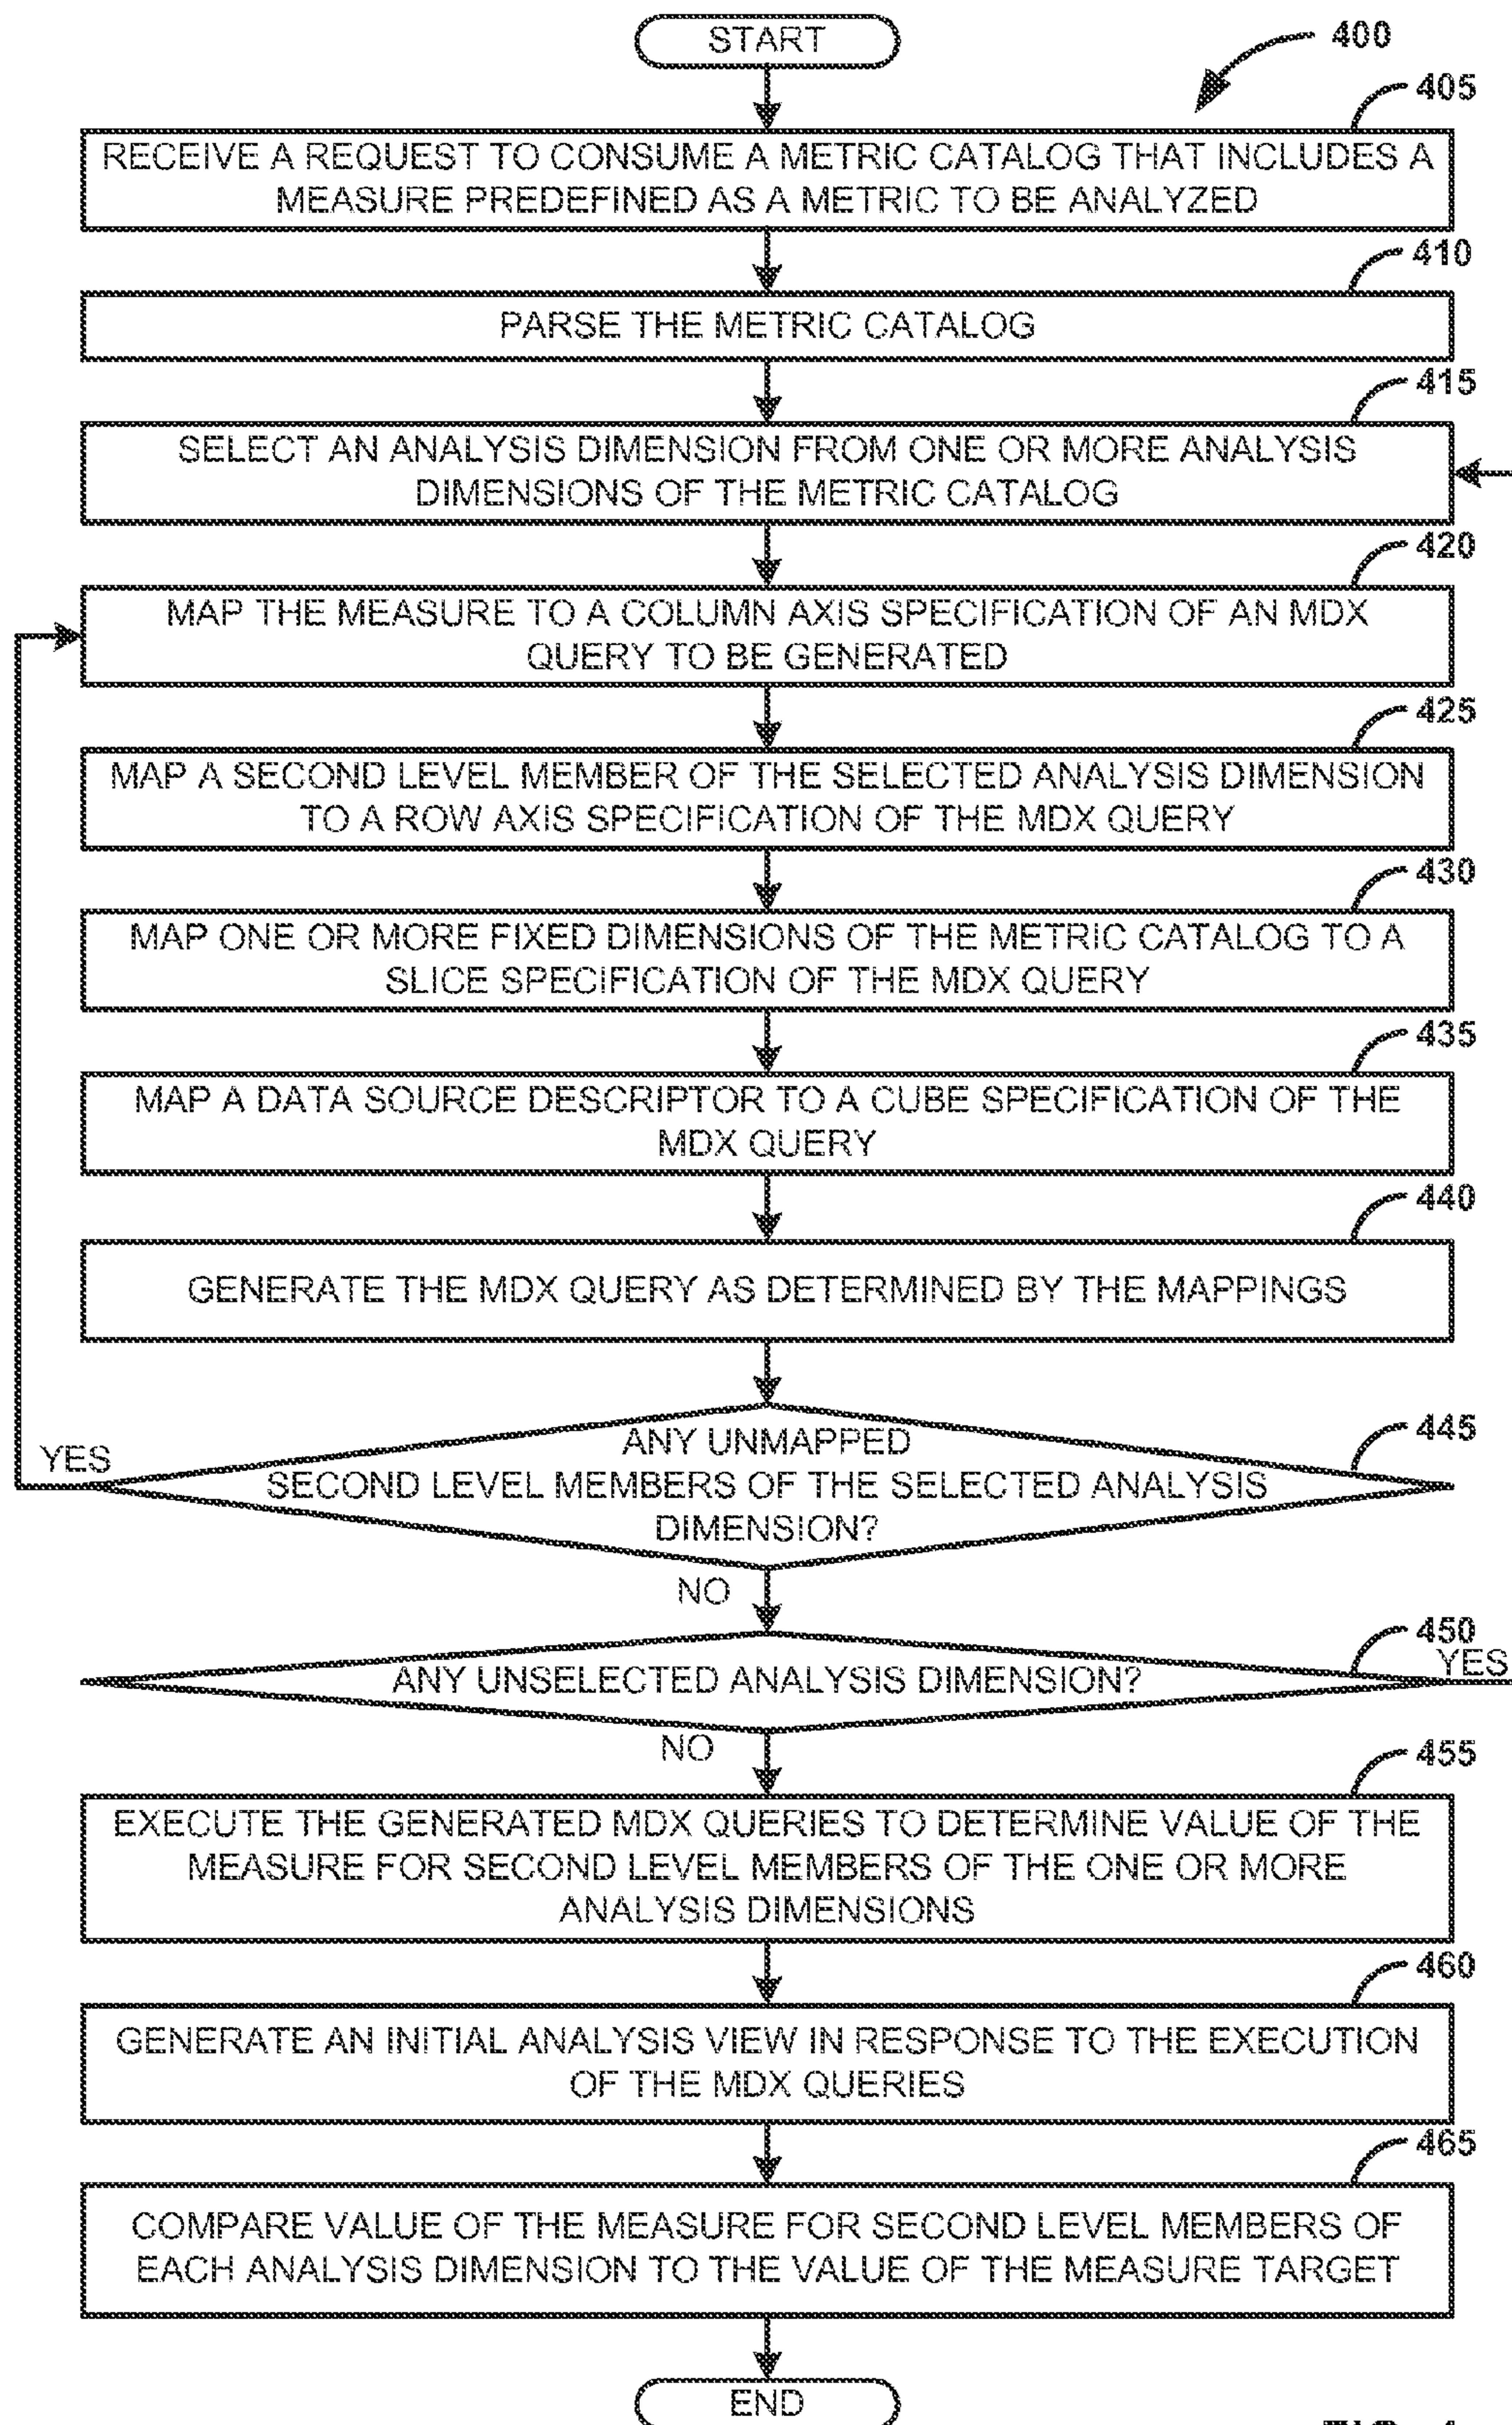 START
400
405
RECEIVE A REQUEST TO CONSUME A METRIC CATALOG THAT INCLUDES A
MEASURE PREDEFINED AS A METRIC TO BE ANALYZED
410
PARSE THE METRIC CATALOG
415
SELECT AN ANALYSIS DIMENSION FROM ONE OR MORE ANALYSIS
DIMENSIONS OF THE METRIC CATALOG
420
MAP THE MEASURE TO A COLUMN AXIS SPECIFICATION OF AN MDX
QUERY TO BE GENERATED
425
MAP A SECOND LEVEL MEMBER OF THE SELECTED ANALYSIS DIMENSION
TO A ROW AXIS SPECIFICATION OF THE MDX QUERY
430
MAP ONE OR MORE FIXED DIMENSIONS OF THE METRIC CATALOG TO A
SLICE SPECIFICATION OF THE MDX QUERY
435
MAP A DATA SOURCE DESCRIPTOR TO A CUBE SPECIFICATION OF THE
MDX QUERY
440
GENERATE THE MDX QUERY AS DETERMINED BY THE MAPPINGS
445
ANY UNMAPPED
SECOND LEVEL MEMBERS OF THE SELECTED ANALYSIS
DIMENSION?
YES
NO
450
ANY UNSELECTED ANALYSIS DIMENSION?
YES
NO
455
EXECUTE THE GENERATED MDX QUERIES TO DETERMINE VALUE OF THE
MEASURE FOR SECOND LEVEL MEMBERS OF THE ONE OR MORE
ANALYSIS DIMENSIONS
460
GENERATE AN INITIAL ANALYSIS VIEW IN RESPONSE TO THE EXECUTION
OF THE MDX QUERIES
465
COMPARE VALUE OF THE MEASURE FOR SECOND LEVEL MEMBERS OF
EACH ANALYSIS DIMENSION TO THE VALUE OF THE MEASURE TARGET
END